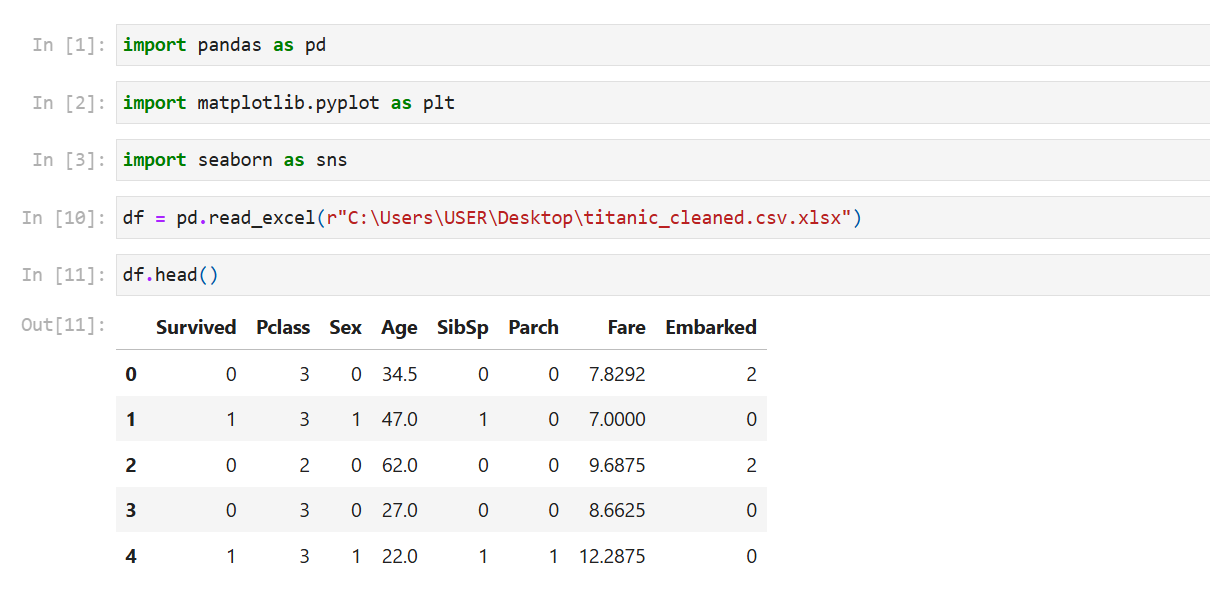 In [1]: import pandas as pd
In [2]: import matplotlib.pyplot as plt
In [3]: import seaborn as sns
In [10]: df = pd.read_excel(r"C:\Users\USER\Desktop\titanic_cleaned.csv.xlsx")
In [11]: df.head()
Out[11]: Survived Pclass Sex Age SibSp Parch Fare Embarked
0 0 3 0 34.5 0 0 7.8292 2
1 1 3 1 47.0 1 0 7.0000 0
2 0 2 0 62.0 0 0 9.6875 2
3 0 3 0 27.0 0 0 8.6625 0
4 1 3 1 22.0 1 1 12.2875 0